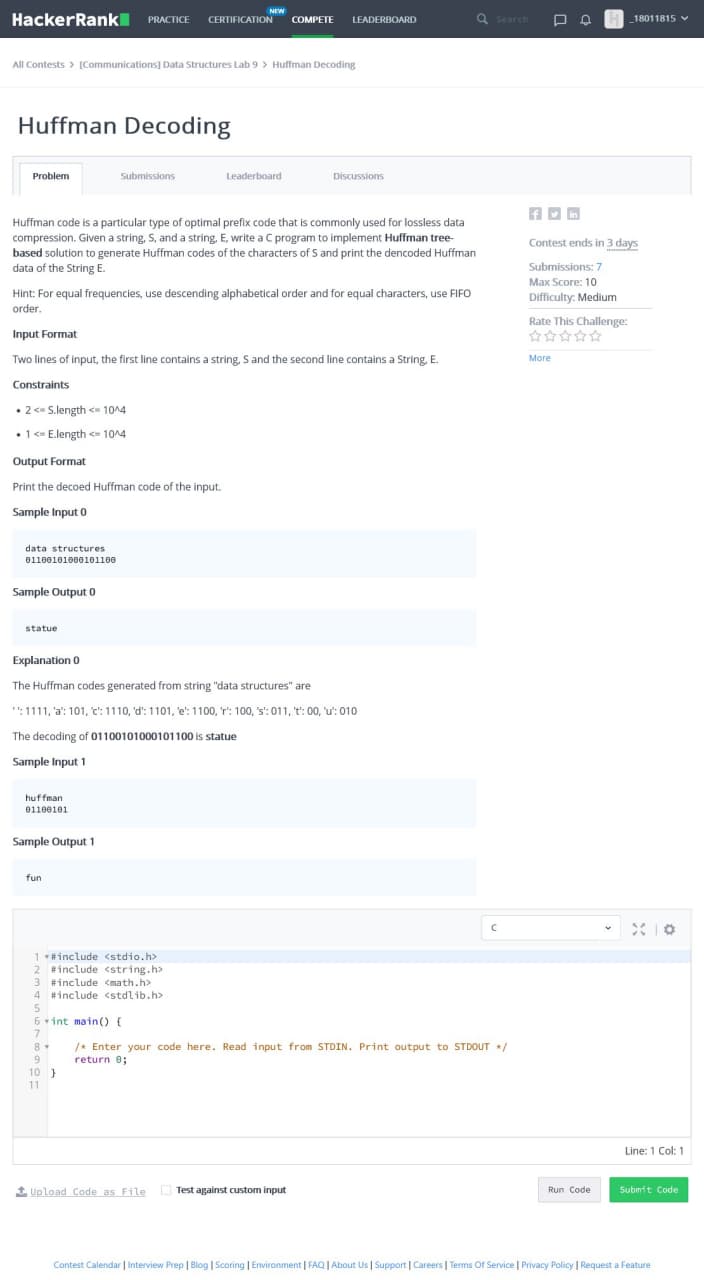 HackerRank
PRACTICE
CERTIFICATION
NEW
COMPETE
LEADERBOARD
Search
H
_18011815
All Contests > [Communications] Data Structures Lab 9 > Huffman Decoding
Huffman Decoding
Problem
Submissions
Leaderboard
Discussions
Huffman code is a particular type of optimal prefix code that is commonly used for lossless data
compression. Given a string, S, and a string, E, write a C program to implement Huffman tree-
based solution to generate Huffman codes of the characters of S and print the dencoded Huffman
data of the String E.
Hint: For equal frequencies, use descending alphabetical order and for equal characters, use FIFO
order.
Input Format
Two lines of input, the first line contains a string, S and the second line contains a String, E.
Constraints
• 2 <= S.length <= 10^4
• 1 <= E.length <= 10^4
Output Format
Print the decoed Huffman code of the input.
Sample Input 0
data structures
01100101000101100
Sample Output 0
statue
Explanation 0
The Huffman codes generated from string "data structures" are
' ': 1111, 'a': 101, 'c': 1110, 'd': 1101, 'e': 1100, 'r': 100, 's': 011, 't': 00, 'u': 010
The decoding of 01100101000101100 is statue
Sample Input 1
huffman
01100101
Sample Output 1
fun
Contest ends in 3 days
Submissions: 7
Max Score: 10
Difficulty: Medium
Rate This Challenge:
More
C
1 #include <stdio.h>
2 #include <string.h>
3 #include <math.h>
4 #include <stdlib.h>
5
6 int main() {
7
8 /* Enter your code here. Read input from STDIN. Print output to STDOUT */
9 return 0;
10 }
11
Line: 1 Col: 1
Upload Code as File
Test against custom input
Run Code
Submit Code
Contest Calendar | Interview Prep | Blog | Scoring | Environment | FAQ | About Us | Support | Careers | Terms Of Service | Privacy Policy | Request a Feature